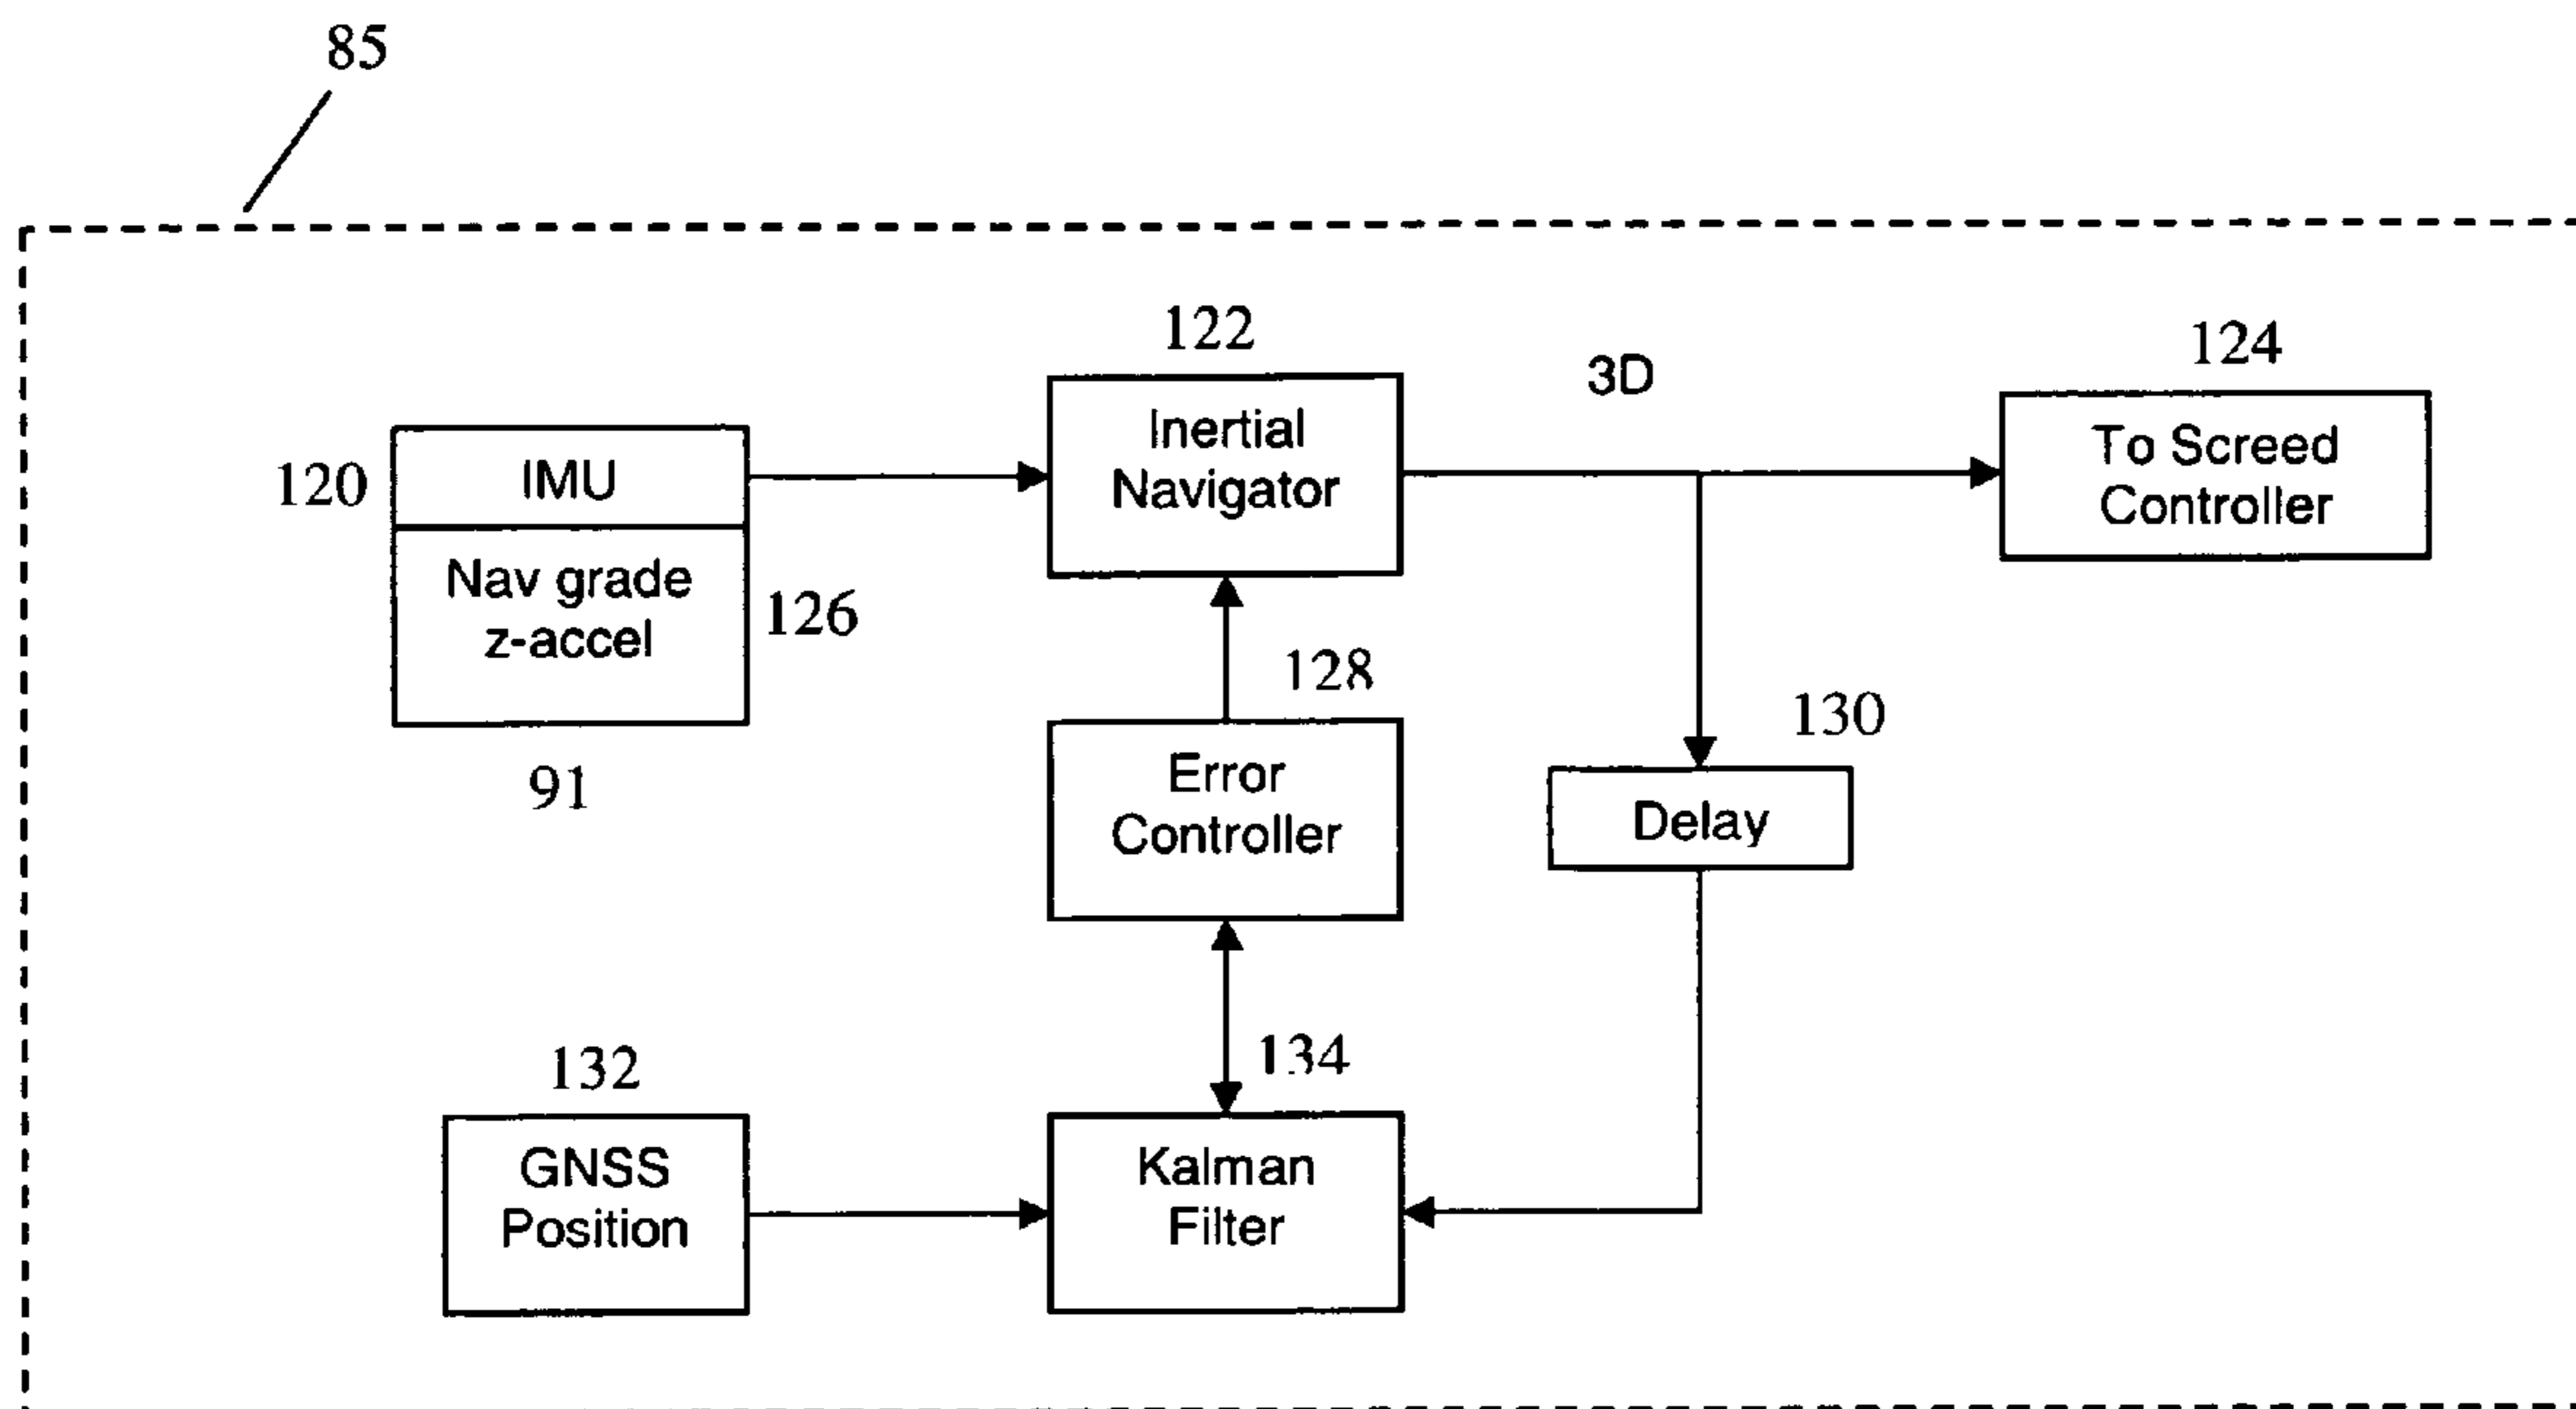 85
122
3D
124
Inertial
Navigator
To Screed
Controller
120
IMU
Nav grade
z-accel
126
91
128
Error
Controller
130
Delay
132
134
GNSS
Position
Kalman
Filter